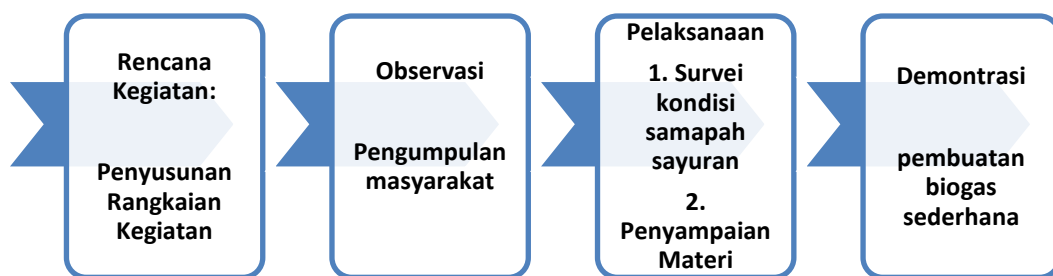 Rencana
Kegiatan:
Penyusunan
Rangkaian
Kegiatan
Observasi
Pengumpulan
masyarakat
Pelaksanaan
1. Survei
kondisi
samapah
sayuran
2.
Penyampaian
Materi
Demontrasi
pembuatan
biogas
sederhana